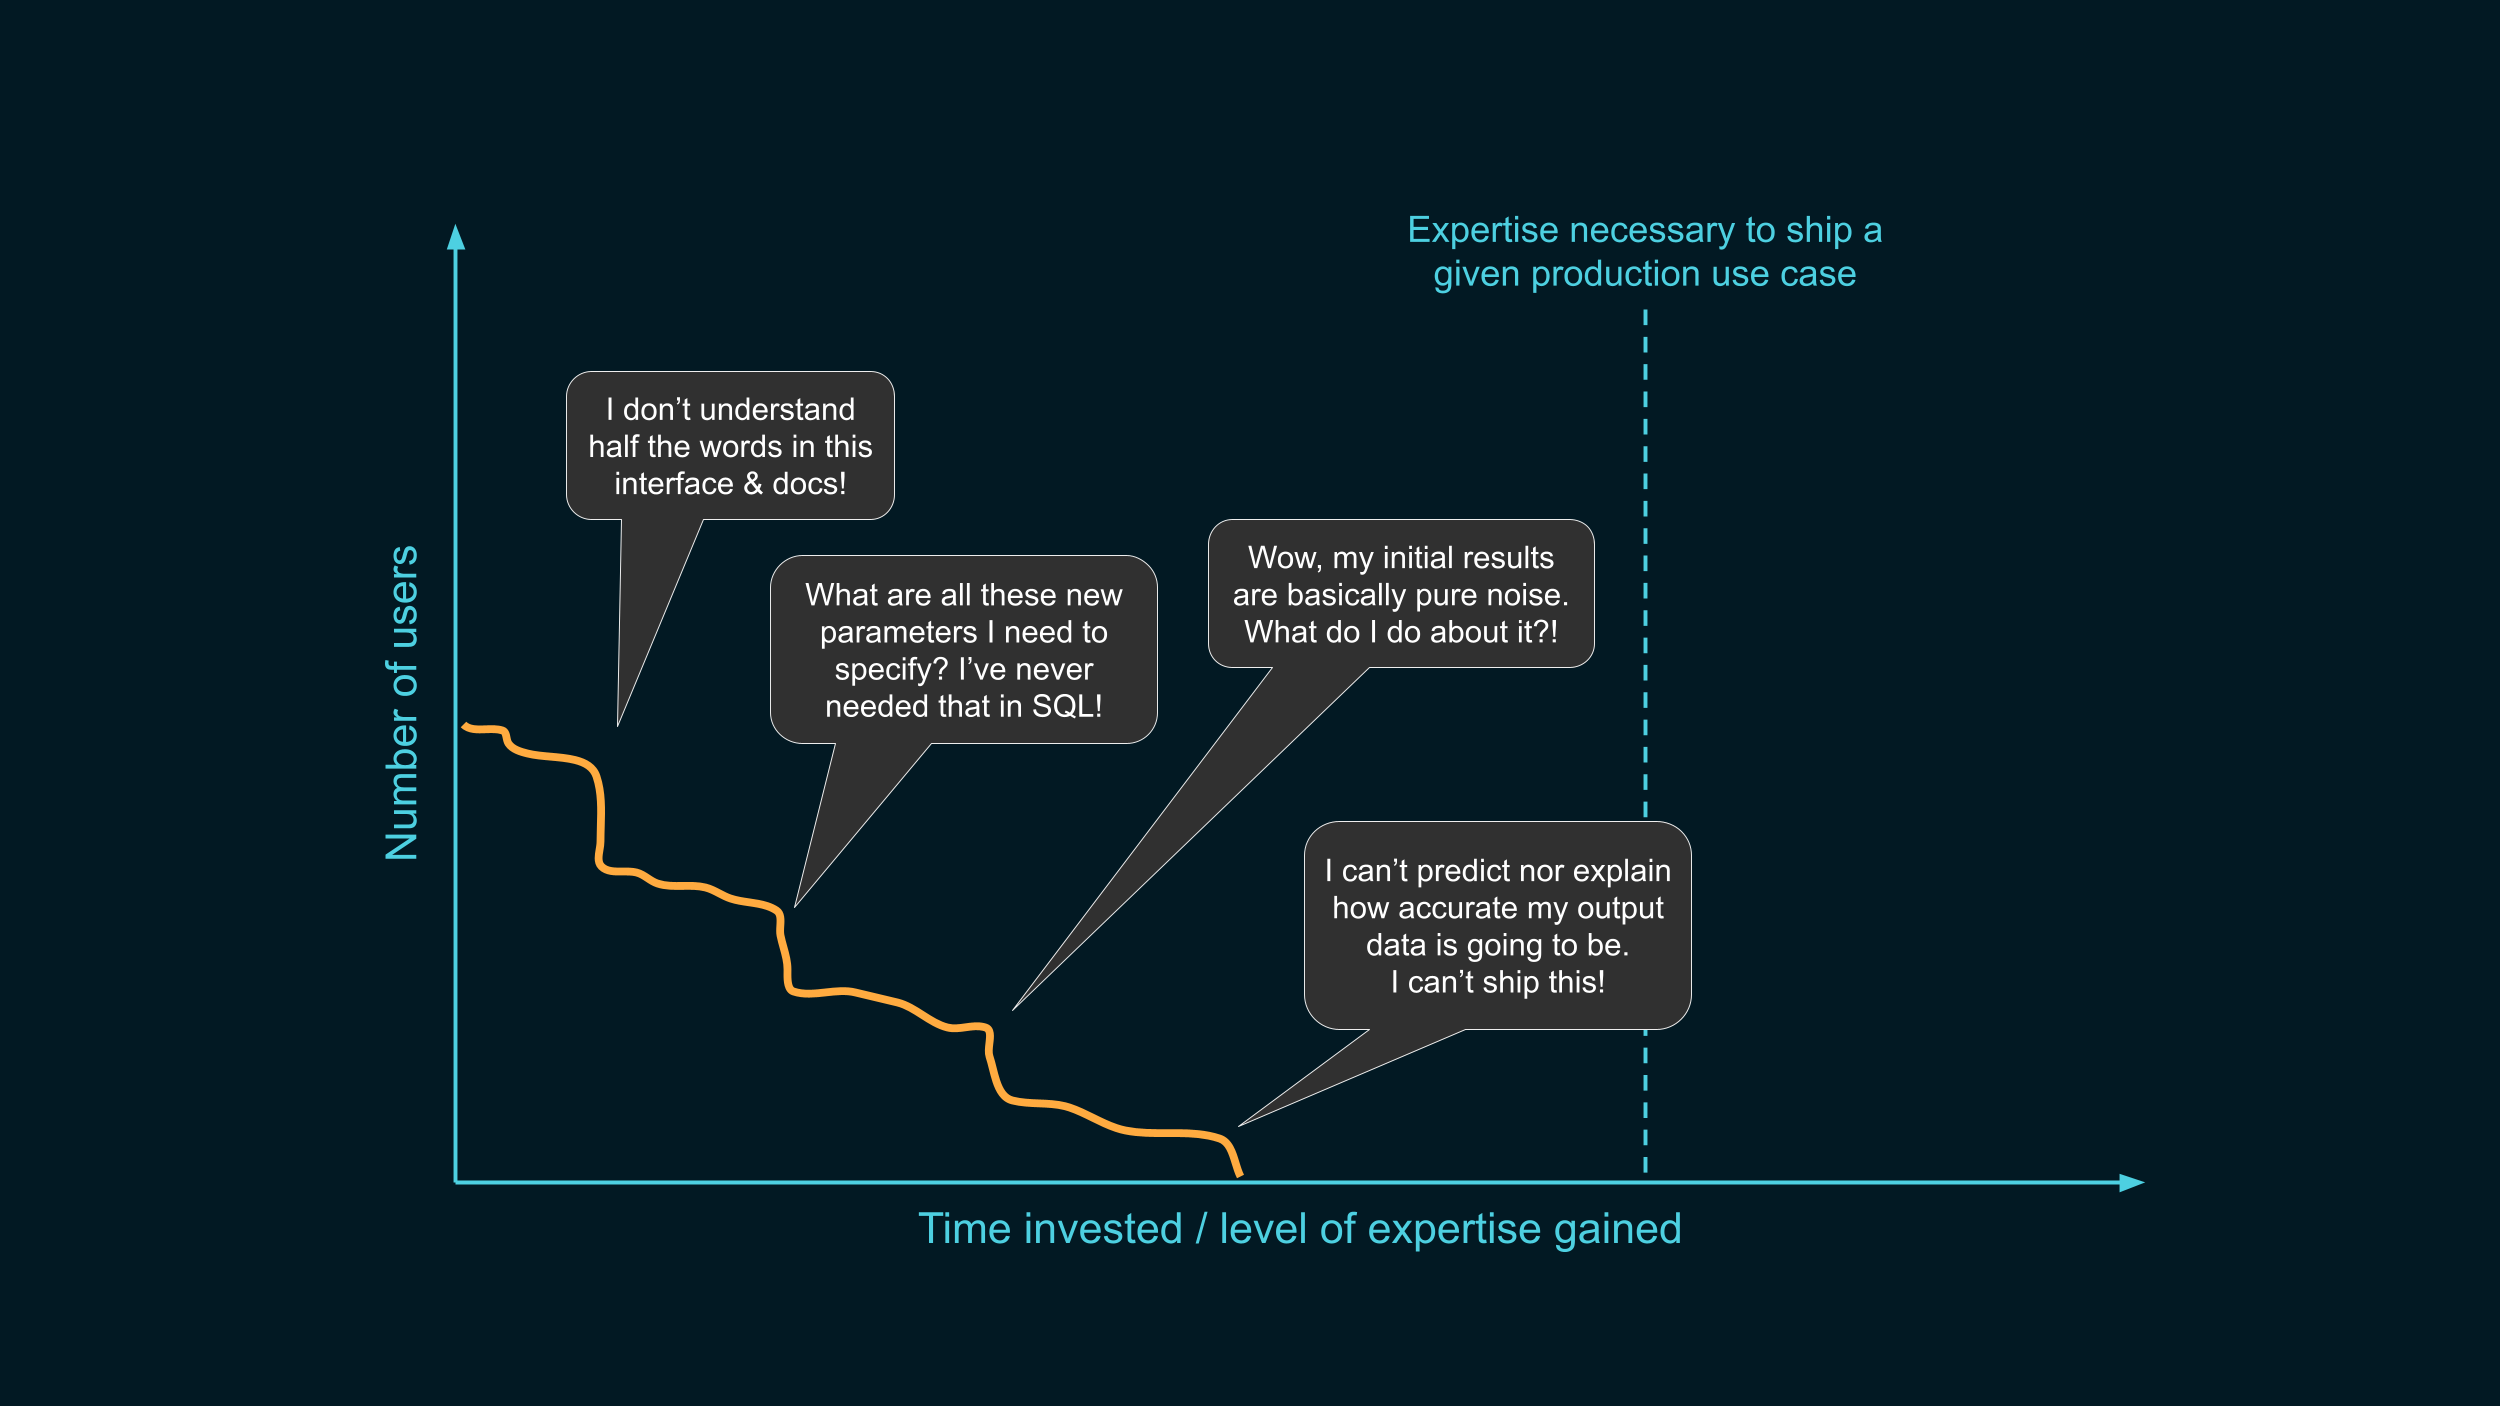 Expertise necessary to ship a
given production use case
I don’t understand
half the words in this
interface & docs!
What are all these new
parameters I need to
specify? I’ve never
needed that in SQL!
Wow, my initial results
are basically pure noise.
What do I do about it?!
I can’t predict nor explain
how accurate my output
data is going to be.
I can’t ship this!
Number of users
Time invested / level of expertise gained